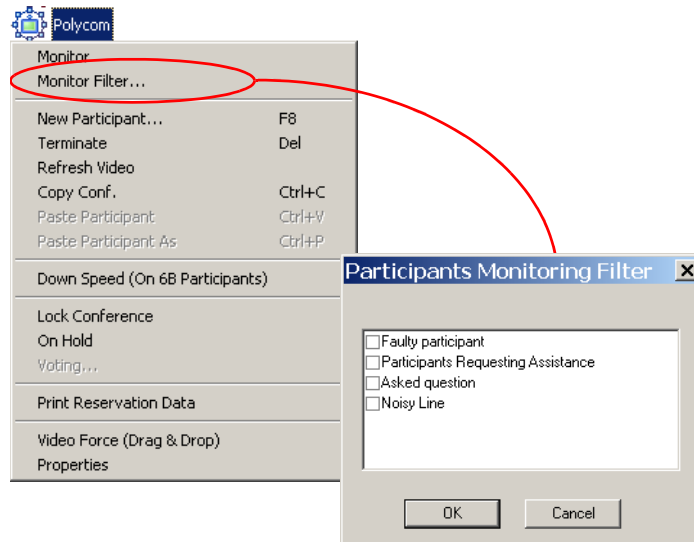 Polycom
Monitor
Monitor Filter...
New Participant... F8
Terminate Del
Refresh Video
Copy Conf. Ctrl+C
Paste Participant Ctrl+V
Paste Participant As Ctrl+P
Down Speed (On 6B Participants)
Lock Conference
On Hold
Voting...
Print Reservation Data
Video Force (Drag & Drop)
Properties
Participants Monitoring Filter
Faulty participant
Participants Requesting Assistance
Asked question
Noisy Line
OK Cancel